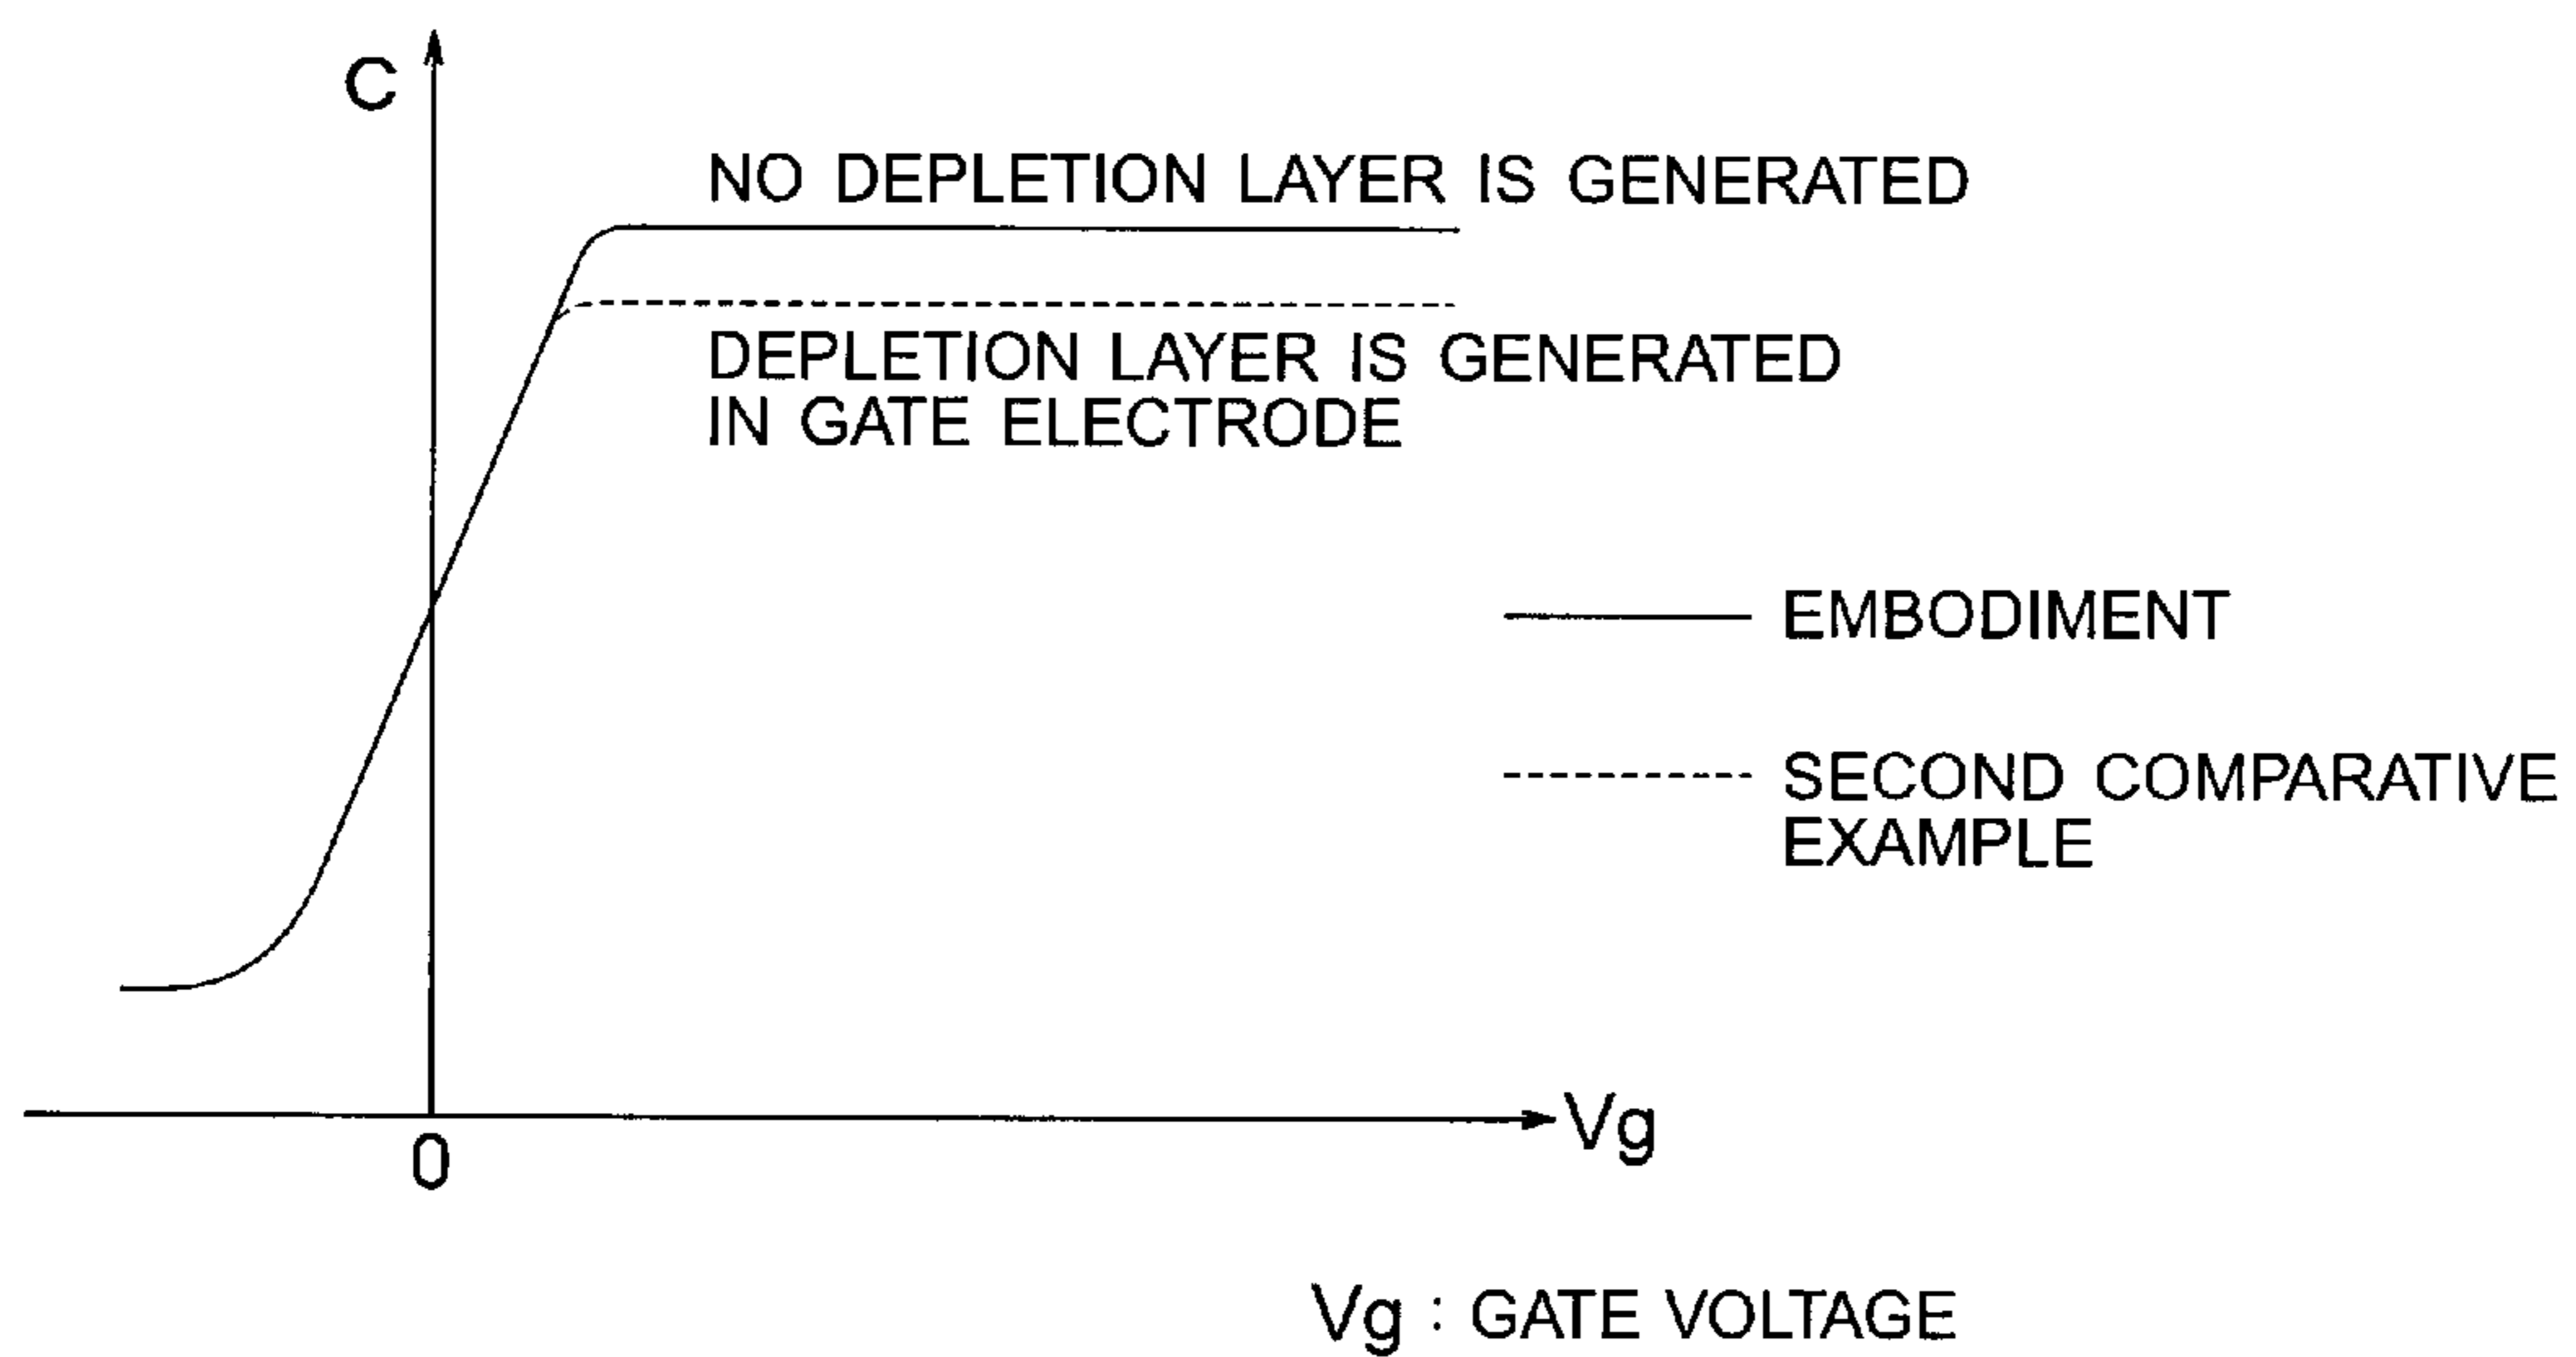 C
NO DEPLETION LAYER IS GENERATED
DEPLETION LAYER IS GENERATED
IN GATE ELECTRODE
EMBODIMENT
SECOND COMPARATIVE
EXAMPLE
Vg
0
Vg : GATE VOLTAGE